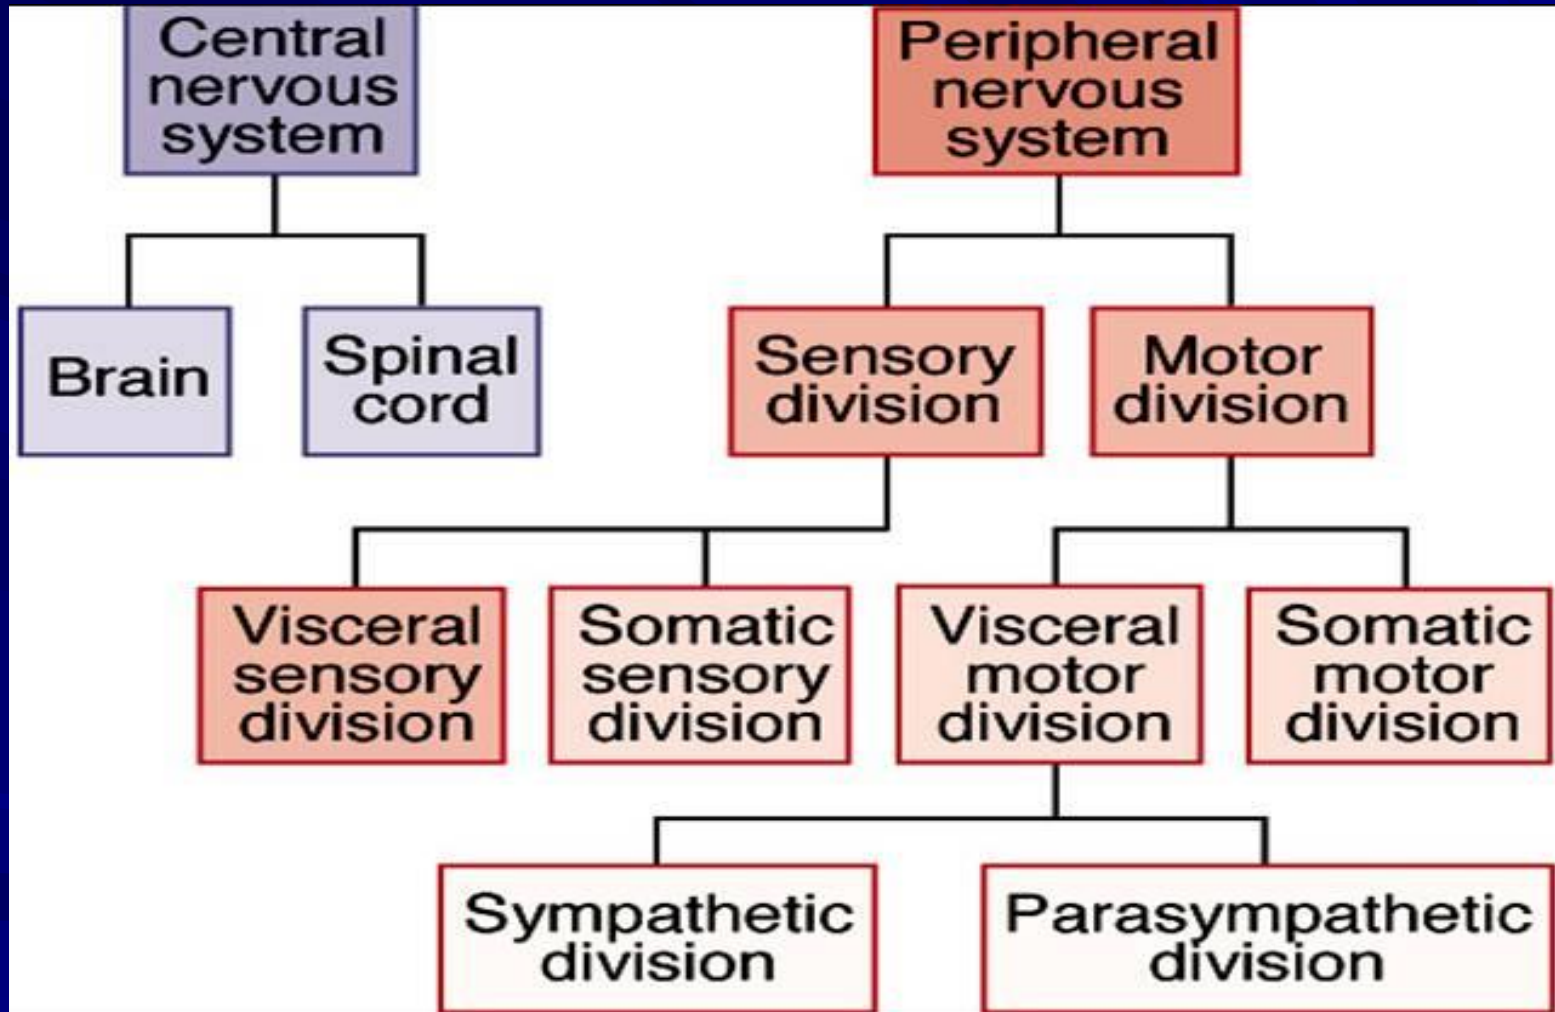 Central
nervous
system
Peripheral
nervous
system
Brain
Spinal
cord
Sensory
division
Motor
division
Visceral
sensory
division
Somatic
sensory
division
Visceral
motor
division
Somatic
motor
division
Sympathetic
division
Parasympathetic
division